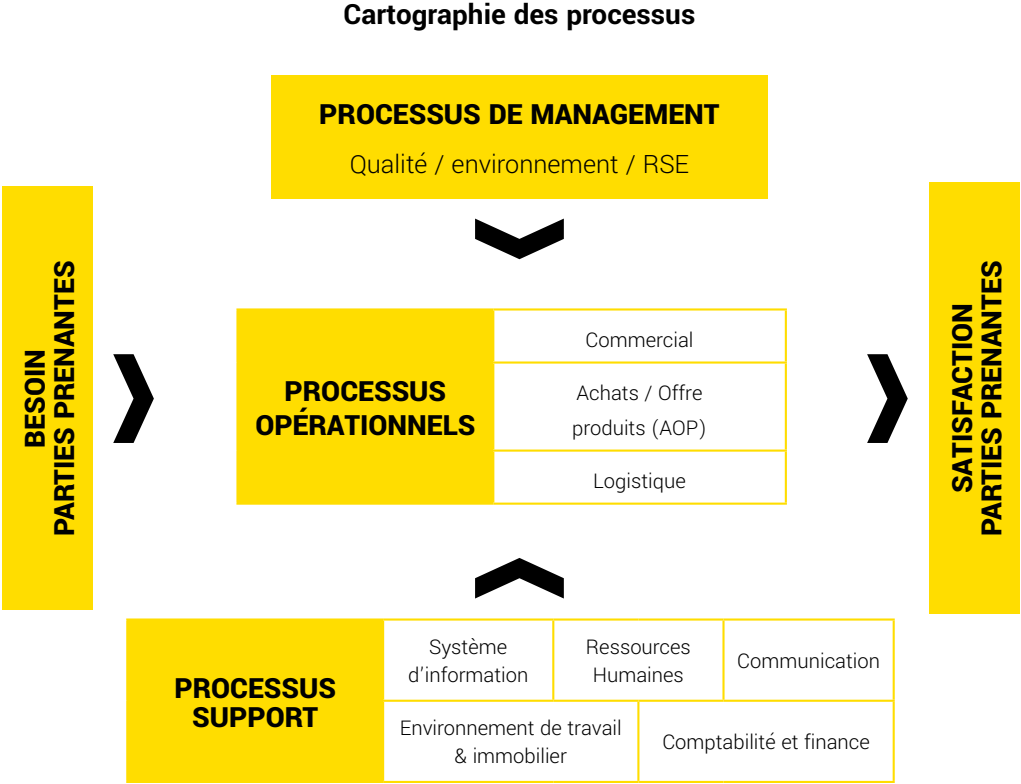 Cartographie des processus
PROCESSUS DE MANAGEMENT
Qualité / environnement / RSE
BESOIN
PARTIES PRENANTES
PROCESSUS
OPÉRATIONNELS
Commercial
Achats / Offre
produits (AOP)
Logistique
SATISFACTION
PARTIES PRENANTES
PROCESSUS
SUPPORT
Système
d'information
Ressources
Humaines
Communication
Environnement de travail
& immobilier
Comptabilité et finance